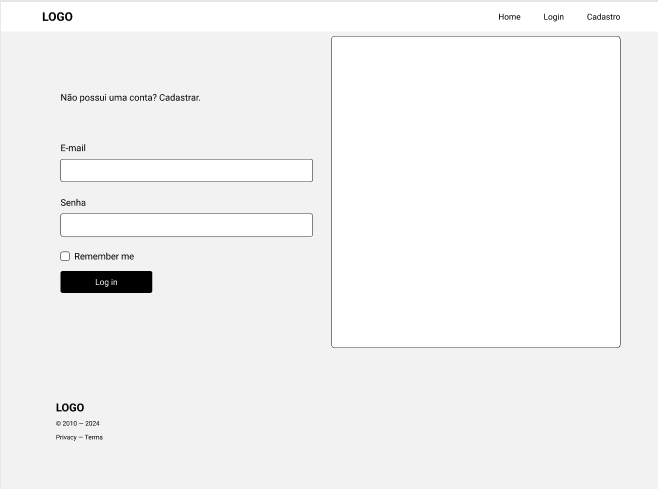 LOGO
Home Login Cadastro
Não possui uma conta? Cadastrar.
E-mail
Senha
Remember me
Log in
LOGO
© 2010 — 2024
Privacy — Terms